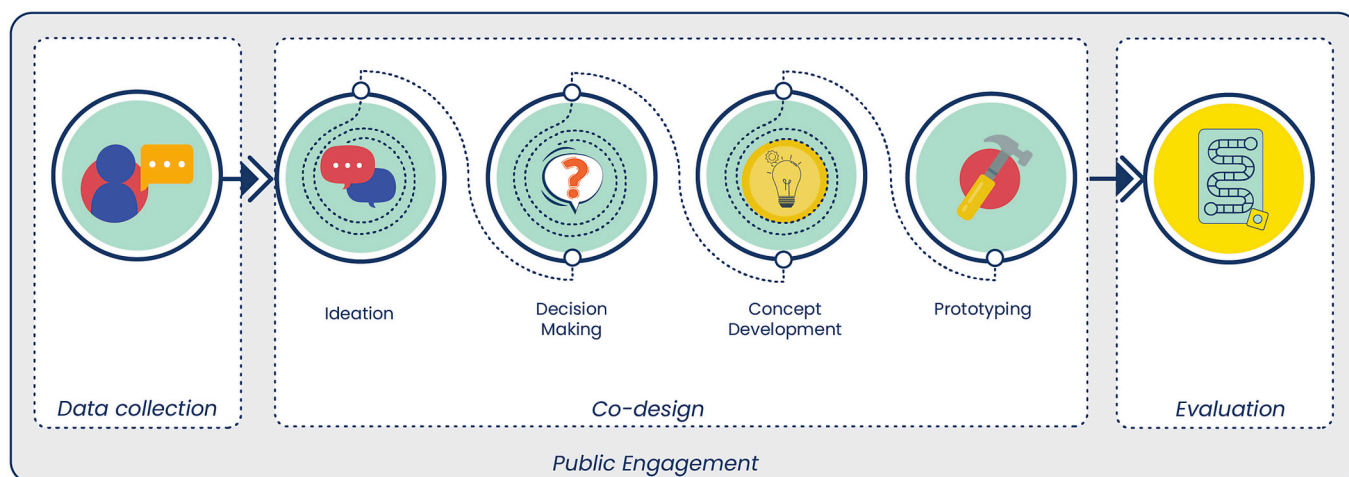 Ideation
Decision
Making
Concept
Development
Prototyping
Data collection
Co-design
Evaluation
Public Engagement